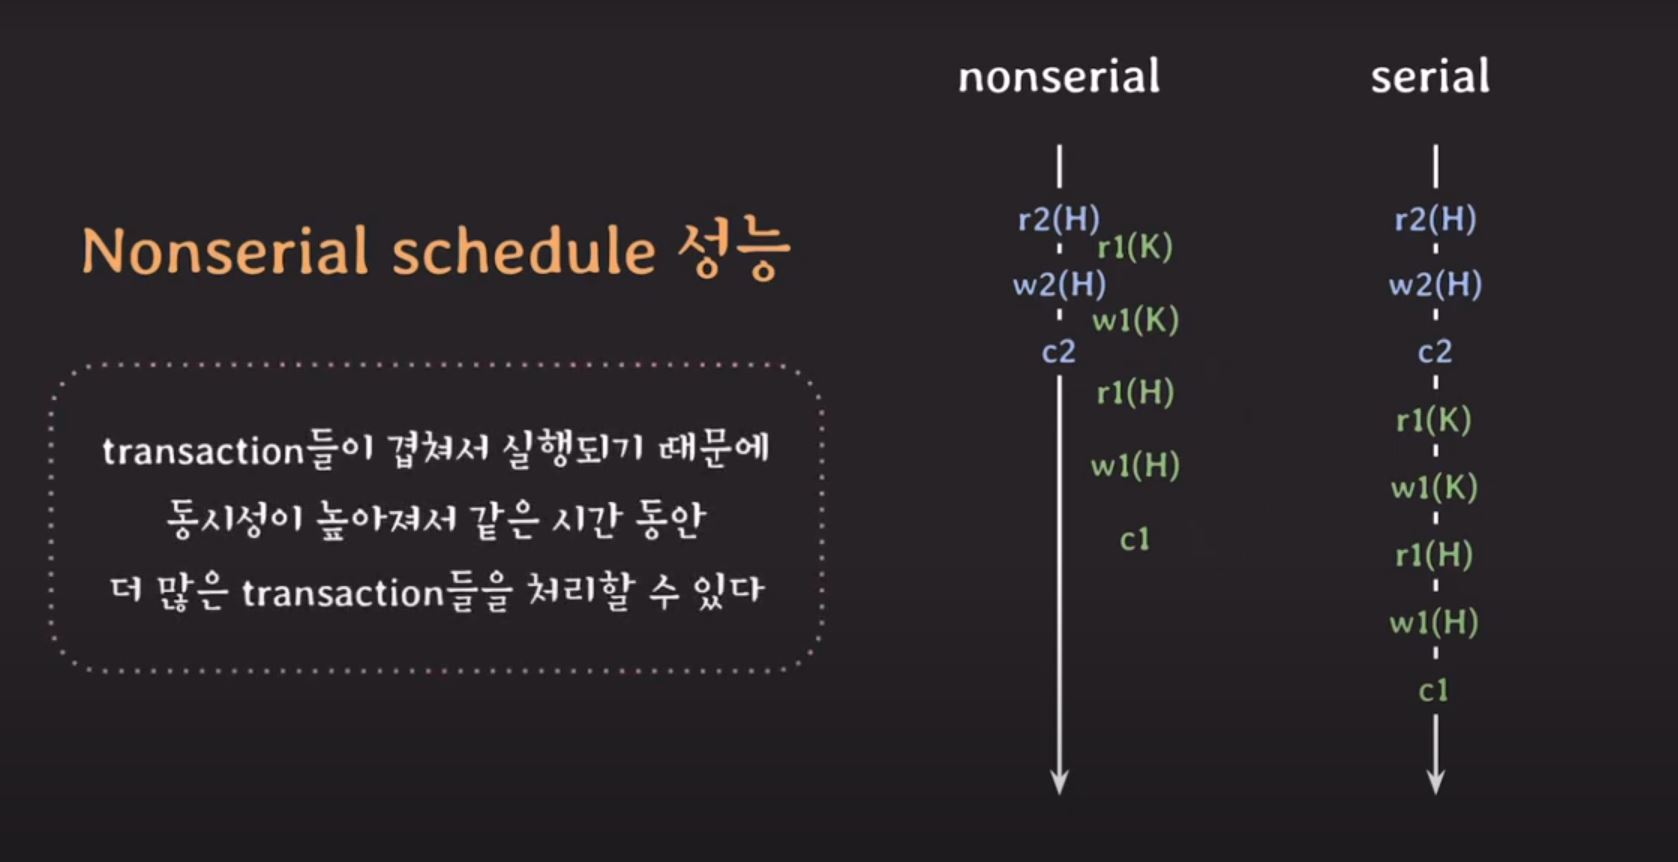 Nonserial schedule 성능
transaction들이 겹쳐서 실행되기 때문에
동시성이 높아져서 같은 시간 동안
더 많은 transaction들을 처리할 수 있다
nonserial
r2(H)
r1(K)
w2(H)
w1(K)
c2
r1(H)
w1(H)
c1
serial
r2(H)
w2(H)
c2
r1(K)
w1(K)
r1(H)
w1(H)
c1